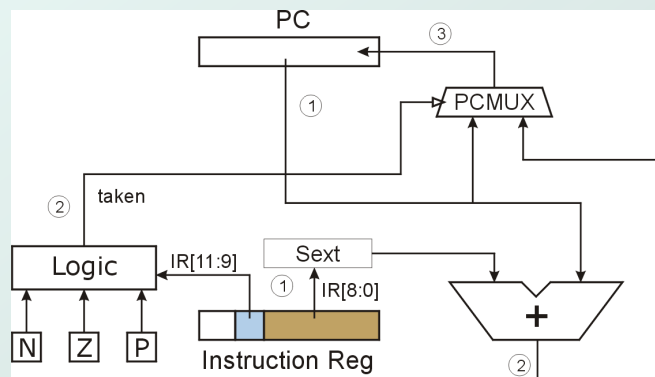 PC
③
①
PCMUX
②
taken
Logic
IR[11:9]
Sext
①
IR[8:0]
N
Z
P
Instruction Reg
+
②